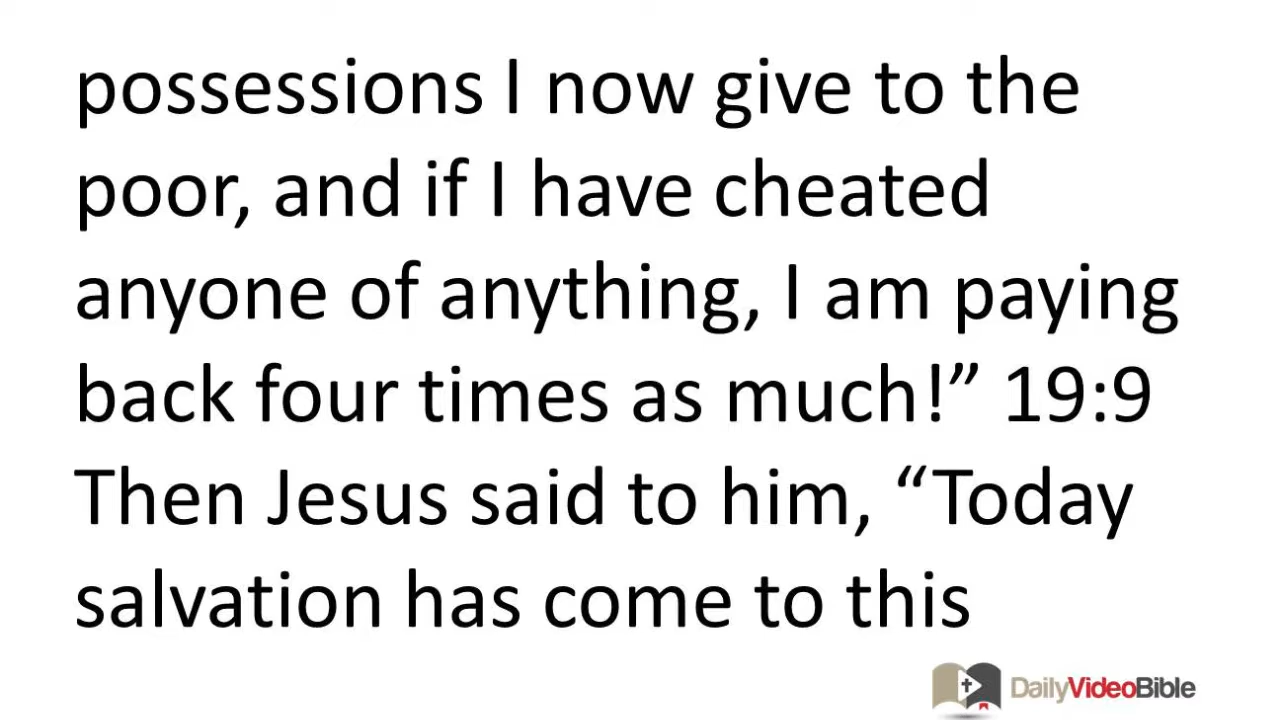 possessions I now give to the
poor, and if I have cheated
anyone of anything, I am paying
back four times as much!” 19:9
Then Jesus said to him, “Today
salvation has come to this
DailyVideoBible